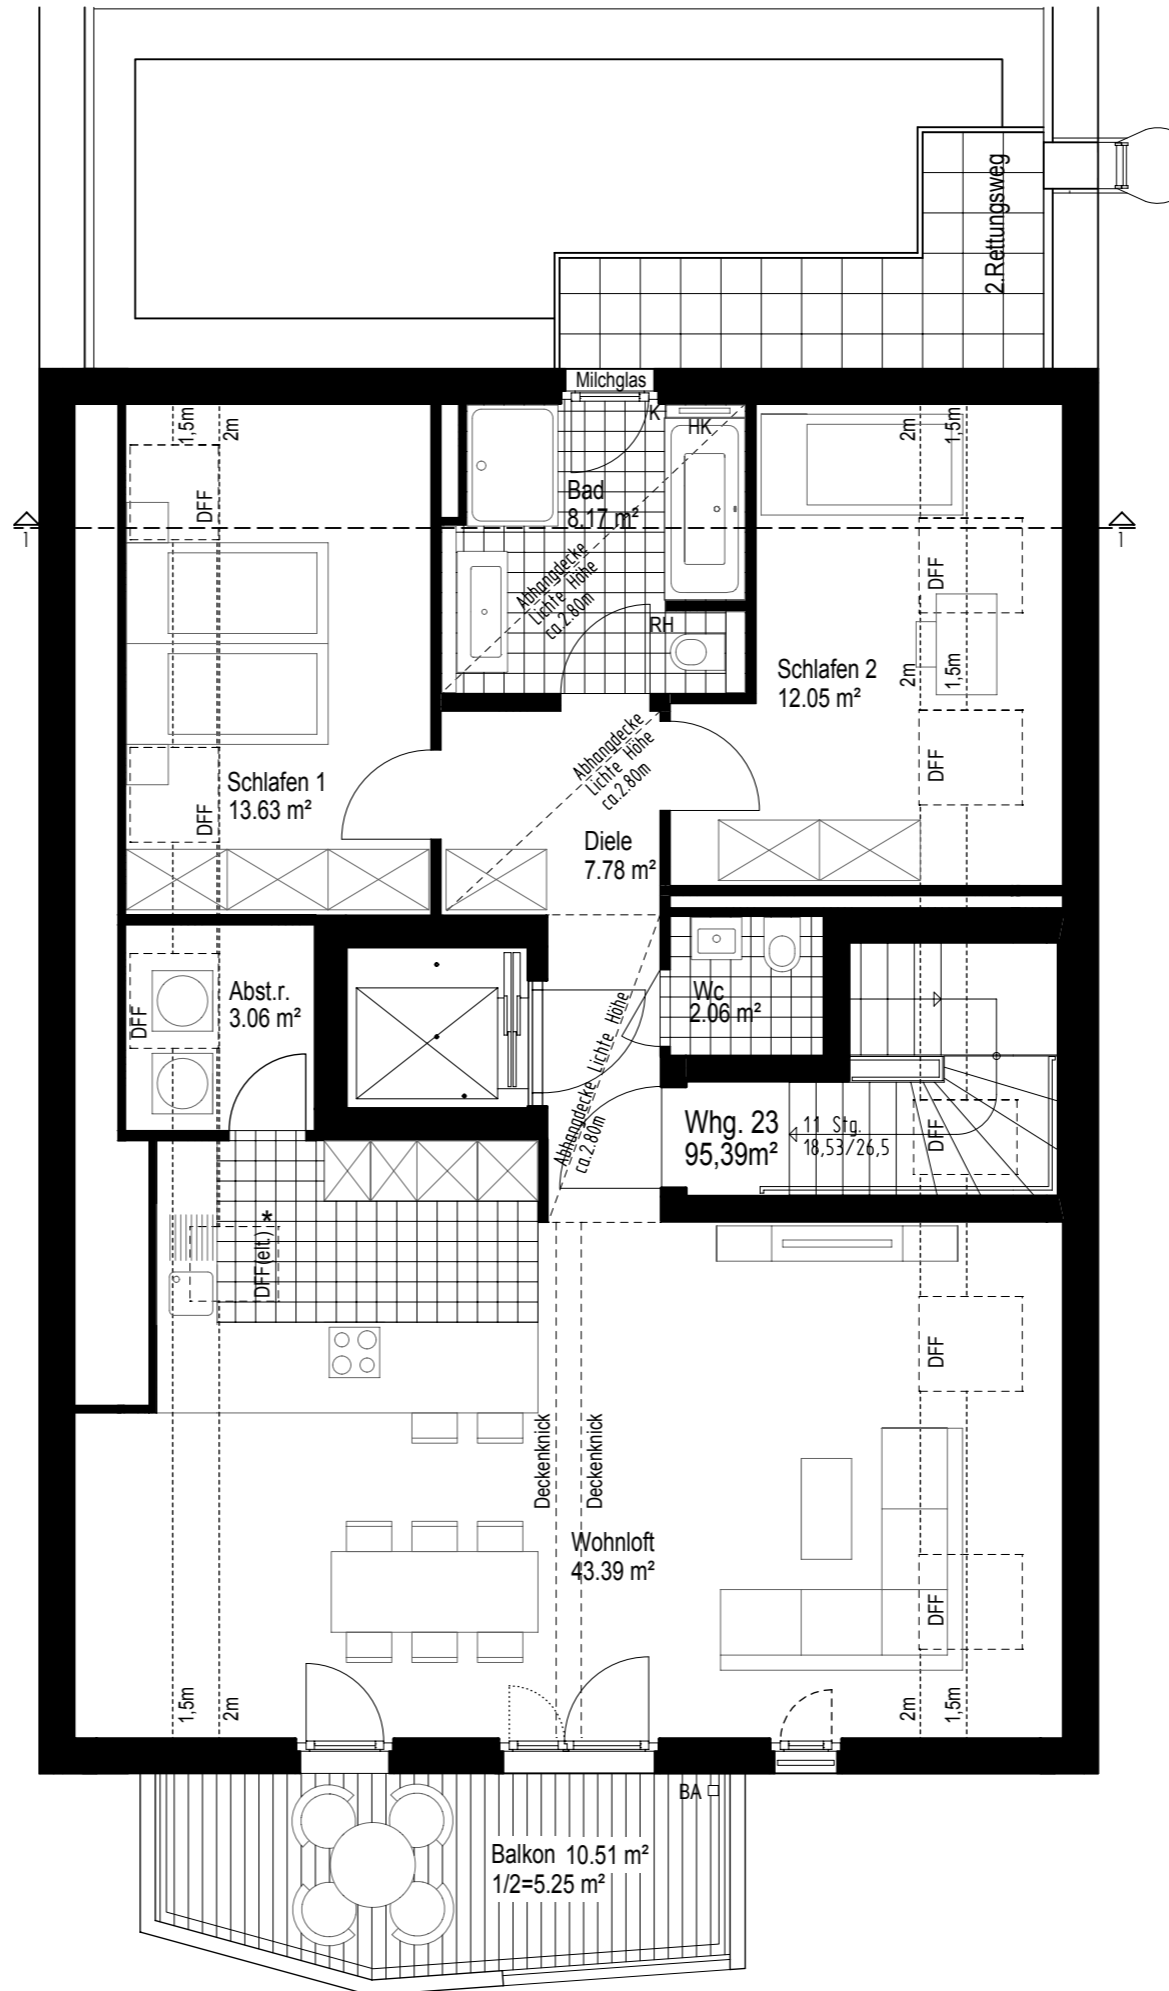 2.Rettungsweg
Milchglas
1,5m
2m
K
HK
2m
1,5m
DFF
Bad
8.17 m²
1
1
Abhangdecke
Lichte Höhe
ca.2.80m
DFF
RH
Schlafen 2
12.05 m²
2m
1,5m
Abhangdecke
Lichte Höhe
ca.2.80m
DFF
Schlafen 1
13.63 m²
DFF
Diele
7.78 m²
Abst.r.
3.06 m²
DFF
Wc
2.06 m²
Abhangdecke Lichte Höhe
ca.2.80m
Whg. 23
95,39m²
11 Stg.
18,53/26,5
DFF
DFF(elt.) *
DFF
Deckenknick
Deckenknick
Wohnloft
43.39 m²
DFF
1,5m
2m
2m
1,5m
BA
Balkon 10.51 m²
1/2=5.25 m²